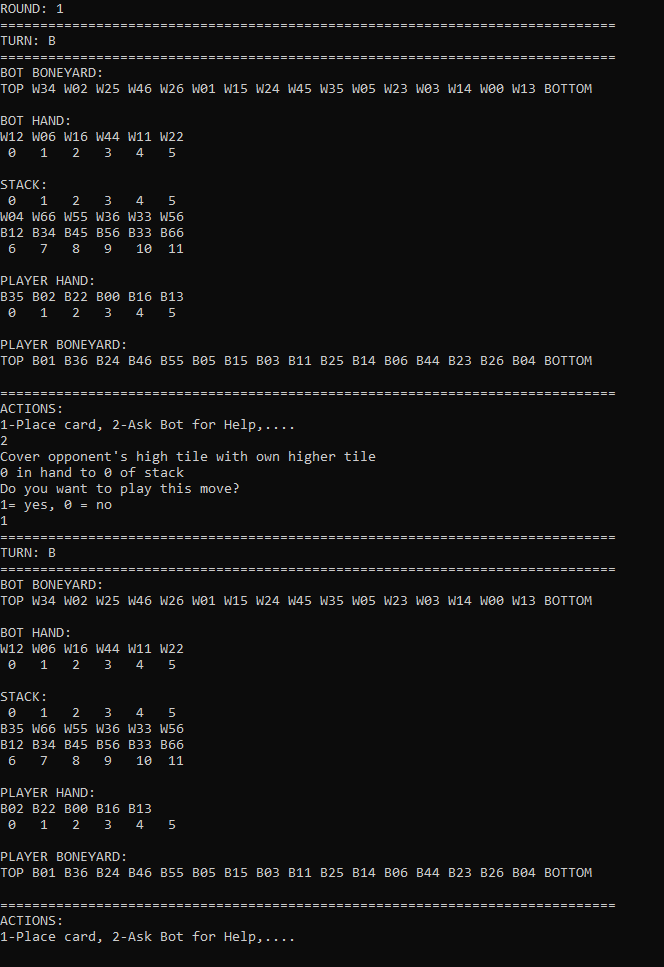 ROUND: 1
=============================================================================
TURN: B
=============================================================================
BOT BONEYARD:
TOP W34 W02 W25 W46 W26 W01 W15 W24 W45 W35 W05 W23 W03 W14 W00 W13 BOTTOM
BOT HAND:
W12 W06 W16 W44 W11 W22
0 1 2 3 4 5
STACK:
0 1 2 3 4 5
W04 W66 W55 W36 W33 W56
B12 B34 B45 B56 B33 B66
6 7 8 9 10 11
PLAYER HAND:
B35 B02 B22 B00 B16 B13
0 1 2 3 4 5
PLAYER BONEYARD:
TOP B01 B36 B24 B46 B55 B05 B15 B03 B11 B25 B14 B06 B44 B23 B26 B04 BOTTOM
=============================================================================
ACTIONS:
1-Place card, 2-Ask Bot for Help,....
2
Cover opponent's high tile with own higher tile
0 in hand to 0 of stack
Do you want to play this move?
1= yes, 0 = no
1
=============================================================================
TURN: B
=============================================================================
BOT BONEYARD:
TOP W34 W02 W25 W46 W26 W01 W15 W24 W45 W35 W05 W23 W03 W14 W00 W13 BOTTOM
BOT HAND:
W12 W06 W16 W44 W11 W22
0 1 2 3 4 5
STACK:
0 1 2 3 4 5
B35 W66 W55 W36 W33 W56
B12 B34 B45 B56 B33 B66
6 7 8 9 10 11
PLAYER HAND:
B02 B22 B00 B16 B13
0 1 2 3 4 5
PLAYER BONEYARD:
TOP B01 B36 B24 B46 B55 B05 B15 B03 B11 B25 B14 B06 B44 B23 B26 B04 BOTTOM
=============================================================================
ACTIONS:
1-Place card, 2-Ask Bot for Help,....